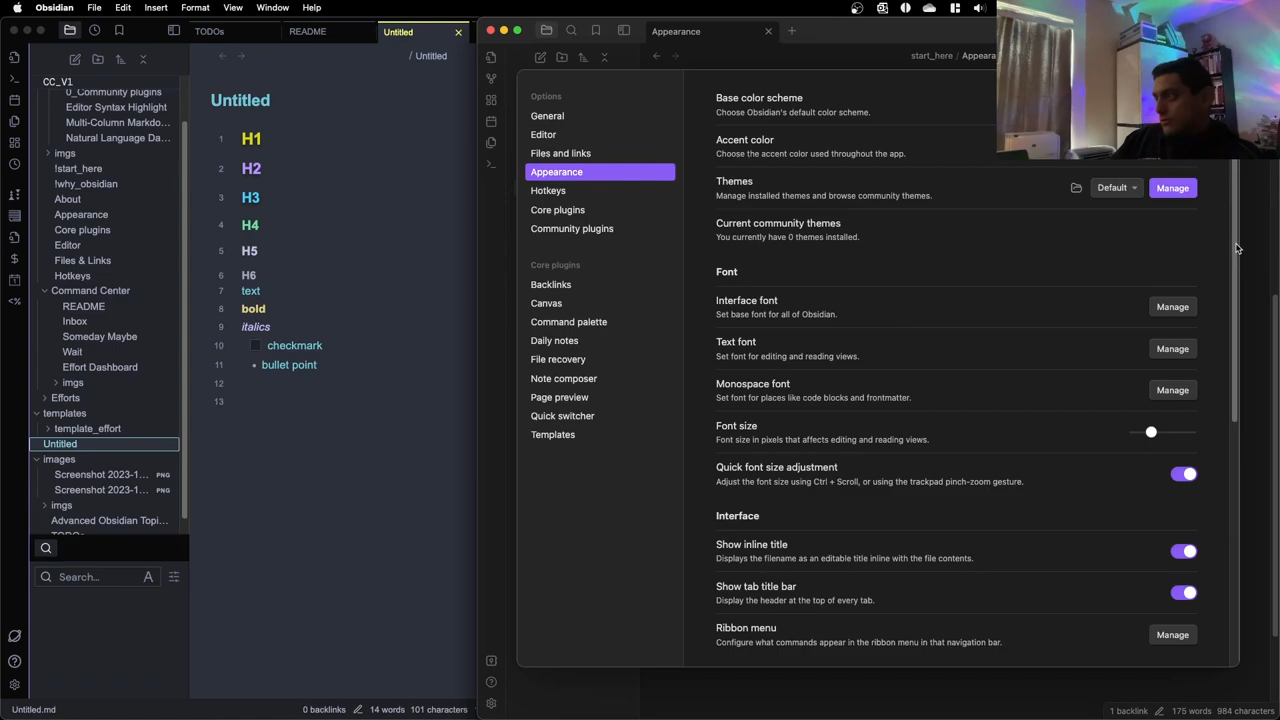 Obsidian File Edit Insert Format View Window Help
TODOs README Untitled
/ Untitled
CC_V1
0_Community plugins
Editor Syntax Highlight
Multi-Column Markdo...
Natural Language Da...
imgs
!start_here
!why_obsidian
About
Appearance
Core plugins
Editor
Files & Links
Hotkeys
Command Center
README
Inbox
Someday Maybe
Wait
Effort Dashboard
imgs
Efforts
templates
template_effort
Untitled
images
Screenshot 2023-1... PNG
Screenshot 2023-1... PNG
imgs
Advanced Obsidian Topi...
TODOs
Search...
Untitled.md
Untitled
1 H1
2 H2
3 H3
4 H4
5 H5
6 H6
7 text
8 bold
9 italics
10 checkmark
11 • bullet point
12
13
0 backlinks 14 words 101 characters
Appearance
start_here / Appeara
Options
General
Editor
Files and links
Appearance
Hotkeys
Core plugins
Community plugins
Core plugins
Backlinks
Canvas
Command palette
Daily notes
File recovery
Note composer
Page preview
Quick switcher
Templates
Base color scheme
Choose Obsidian's default color scheme.
Accent color
Choose the accent color used throughout the app.
Themes
Manage installed themes and browse community themes.
Default Manage
Current community themes
You currently have 0 themes installed.
Font
Interface font
Set base font for all of Obsidian.
Manage
Text font
Set font for editing and reading views.
Manage
Monospace font
Set font for places like code blocks and frontmatter.
Manage
Font size
Font size in pixels that affects editing and reading views.
Quick font size adjustment
Adjust the font size using Ctrl + Scroll, or using the trackpad pinch-zoom gesture.
Interface
Show inline title
Displays the filename as an editable title inline with the file contents.
Show tab title bar
Display the header at the top of every tab.
Ribbon menu
Configure what commands appear in the ribbon menu in that navigation bar.
Manage
1 backlink 175 words 984 characters